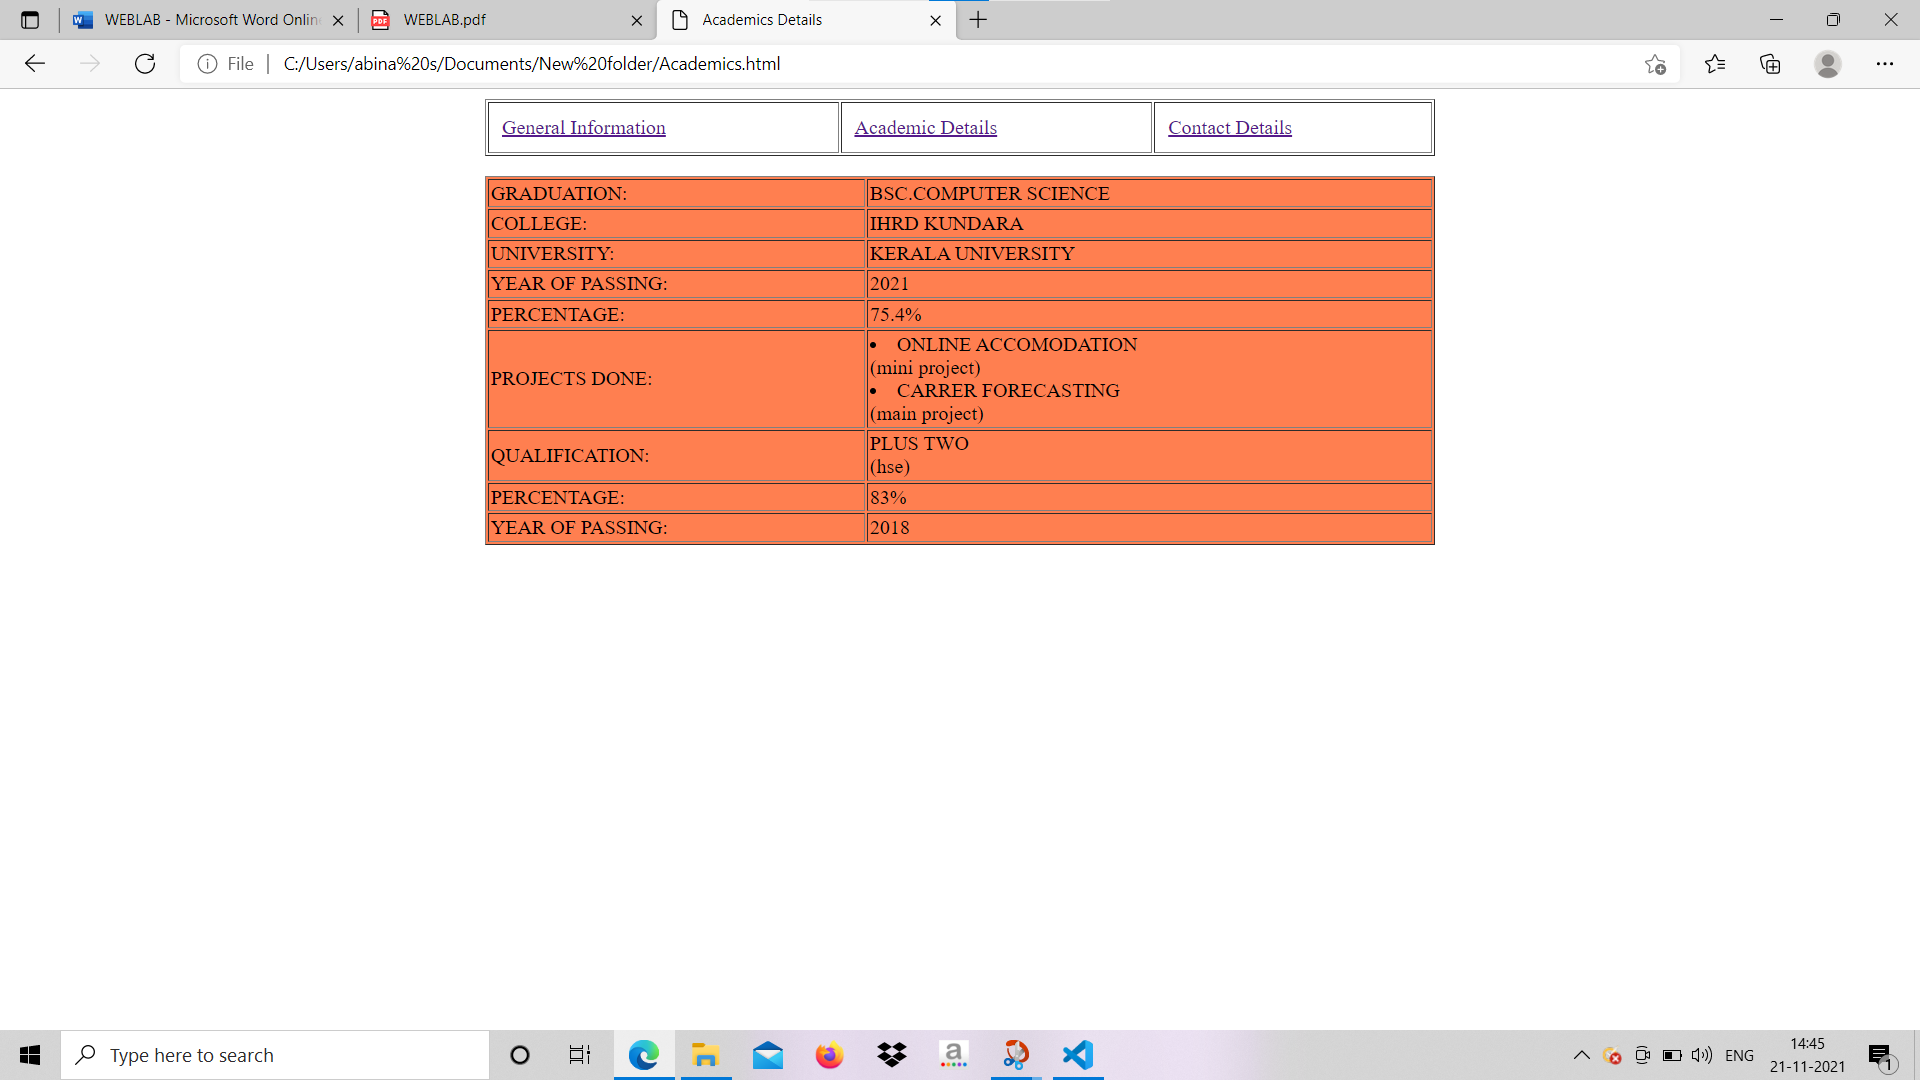 WEBLAB - Microsoft Word Onlin
WEBLAB.pdf
Academics Details
File
C:/Users/abina%20s/Documents/New%20folder/Academics.html
General Information Academic Details Contact Details
GRADUATION: BSC.COMPUTER SCIENCE
COLLEGE: IHRD KUNDARA
UNIVERSITY: KERALA UNIVERSITY
YEAR OF PASSING: 2021
PERCENTAGE: 75.4%
PROJECTS DONE:
• ONLINE ACCOMODATION
(mini project)
• CARRER FORECASTING
(main project)
QUALIFICATION:
PLUS TWO
(hse)
PERCENTAGE: 83%
YEAR OF PASSING: 2018
Type here to search
ENG
14:45
21-11-2021
1